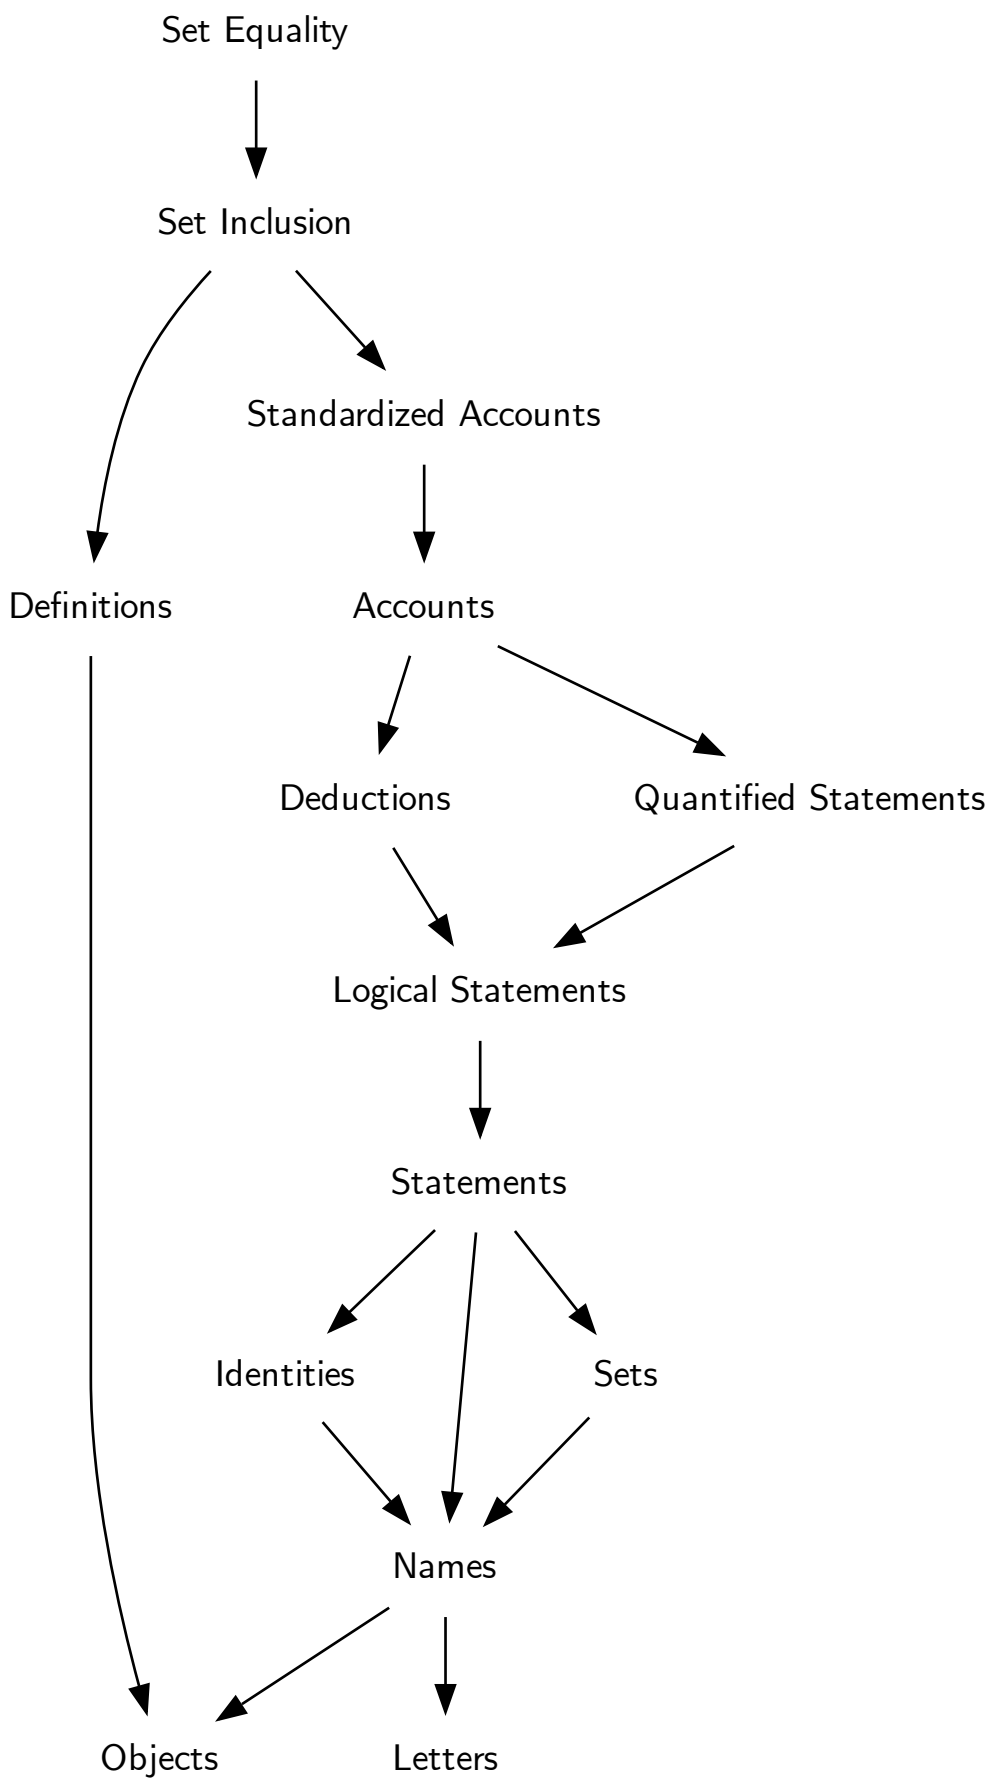 Set Equality
Set Inclusion
Standardized Accounts
Definitions
Accounts
Deductions
Quantified Statements
Logical Statements
Statements
Identities
Sets
Names
Objects
Letters